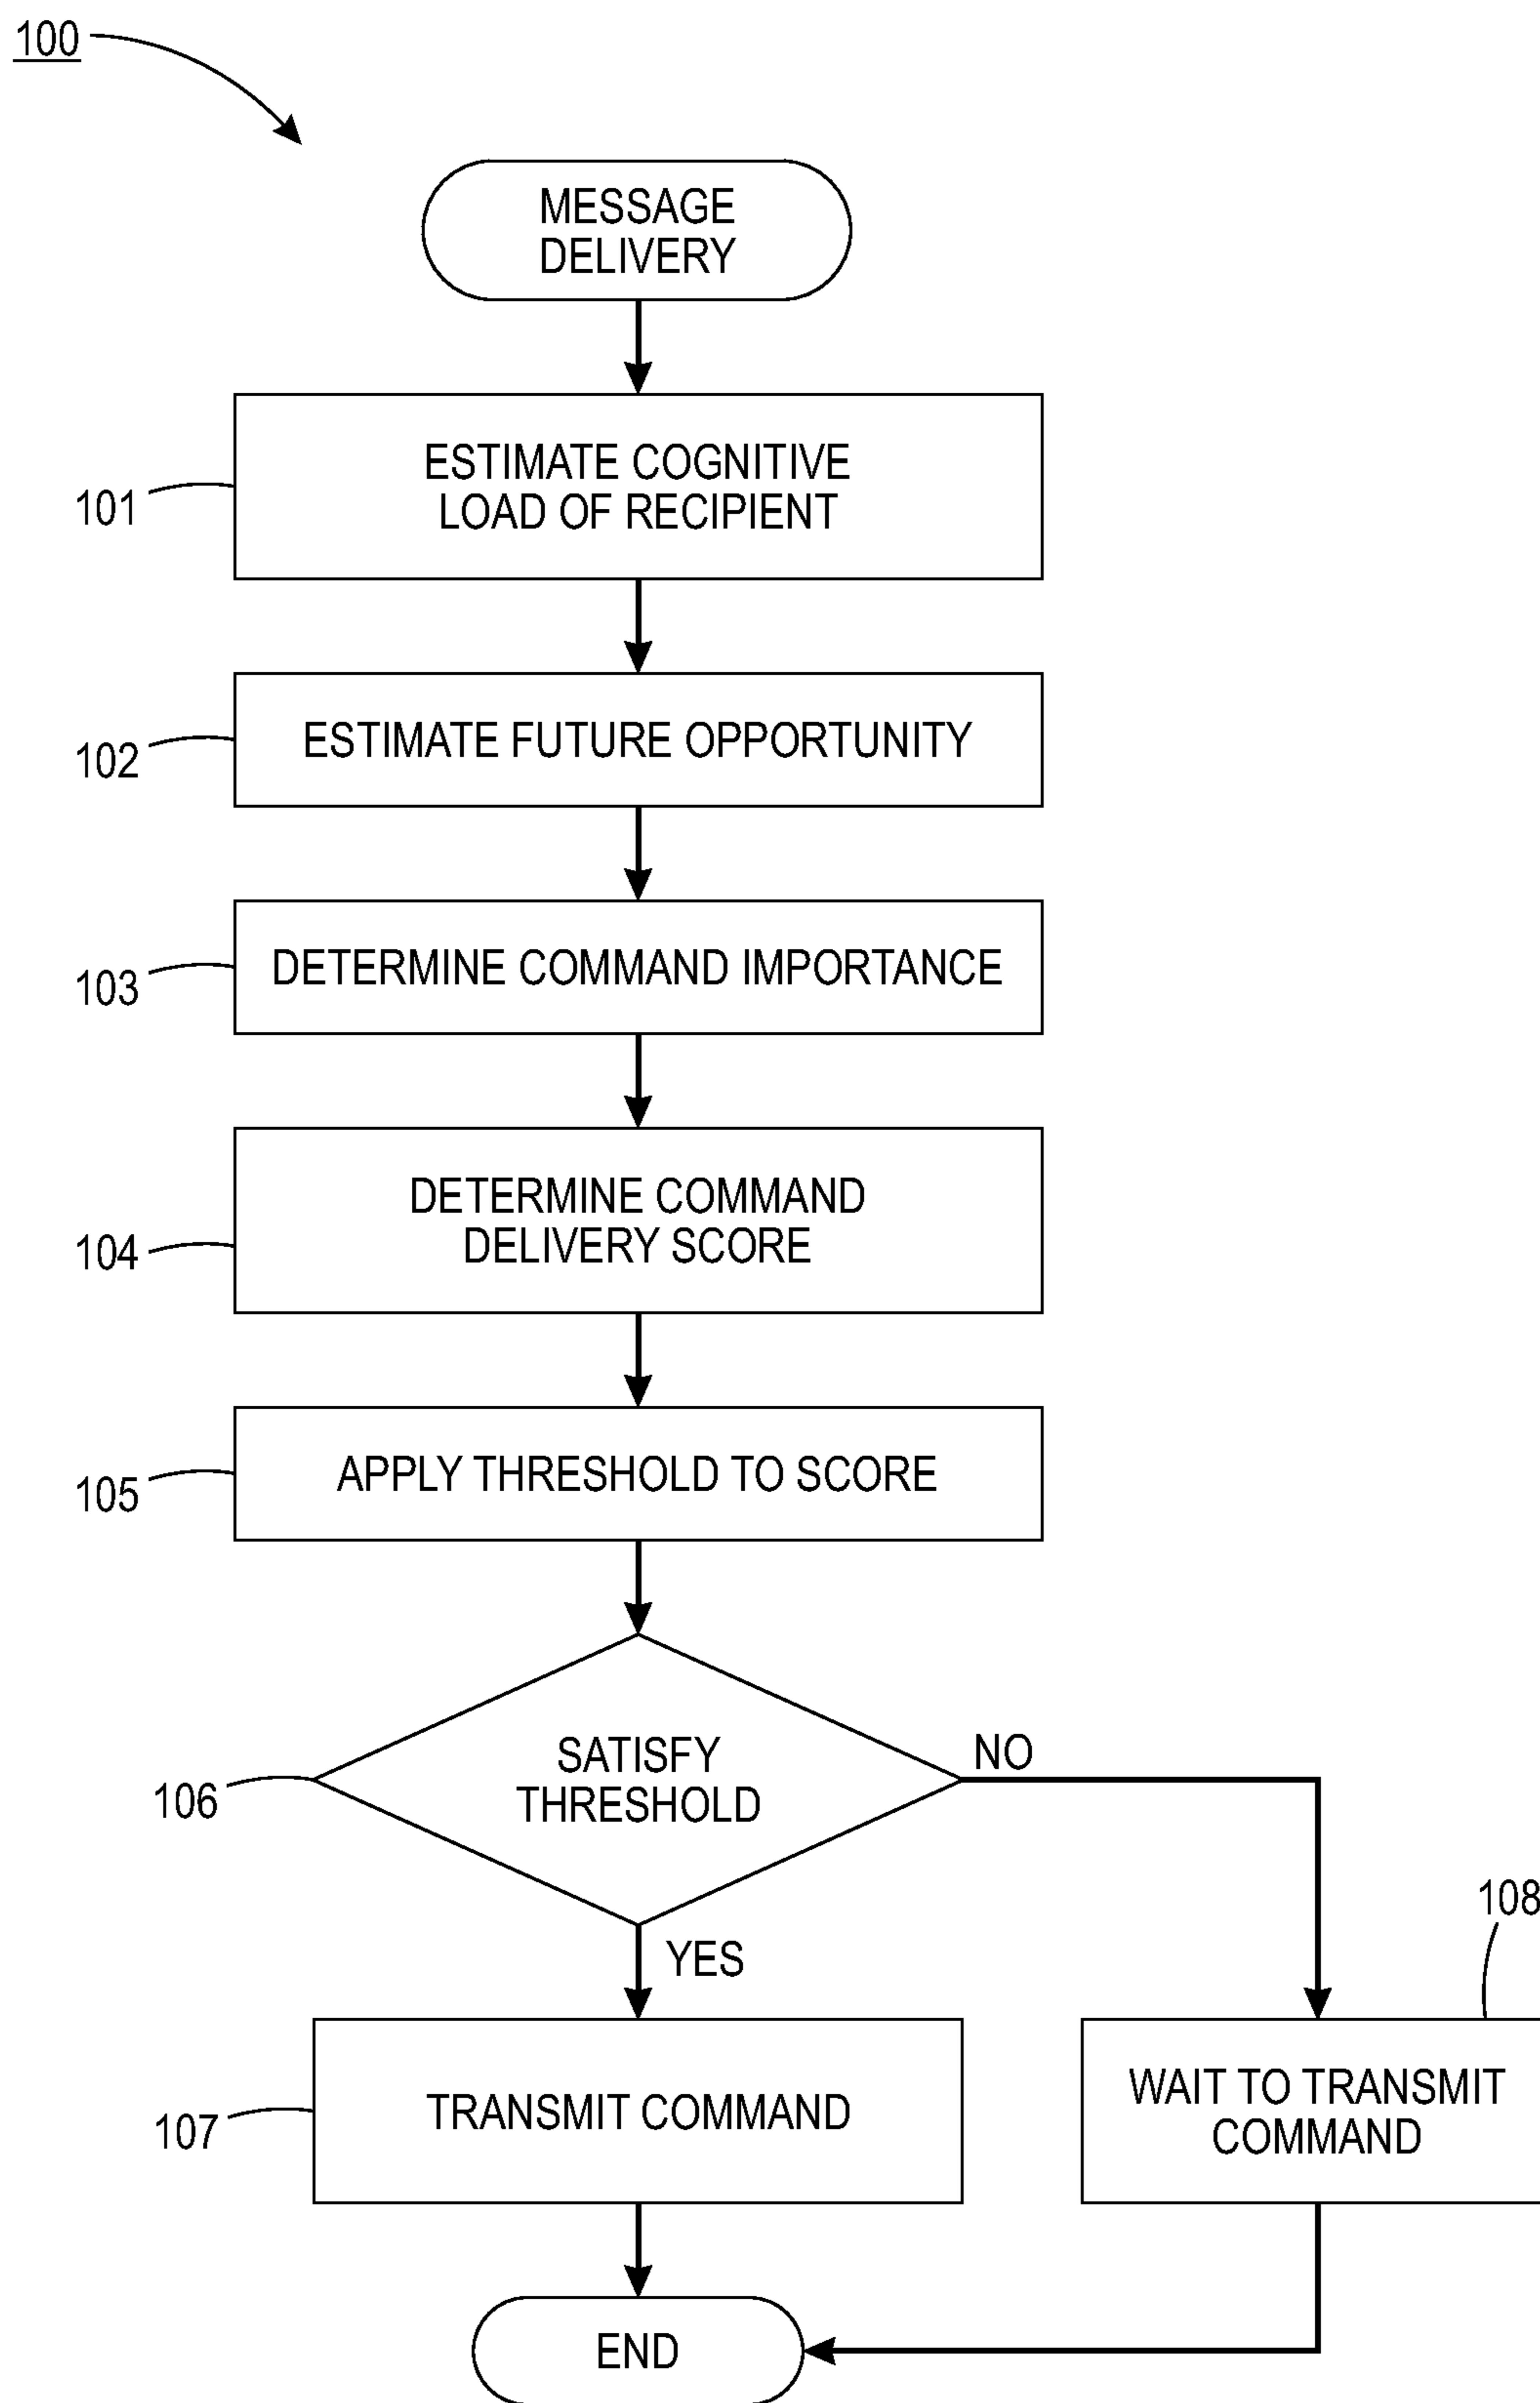 100
MESSAGE
DELIVERY
ESTIMATE COGNITIVE
LOAD OF RECIPIENT
101
ESTIMATE FUTURE OPPORTUNITY
102
DETERMINE COMMAND IMPORTANCE
103
DETERMINE COMMAND
DELIVERY SCORE
104
APPLY THRESHOLD TO SCORE
105
SATISFY
THRESHOLD
106
NO
YES
108
TRANSMIT COMMAND
107
WAIT TO TRANSMIT
COMMAND
END